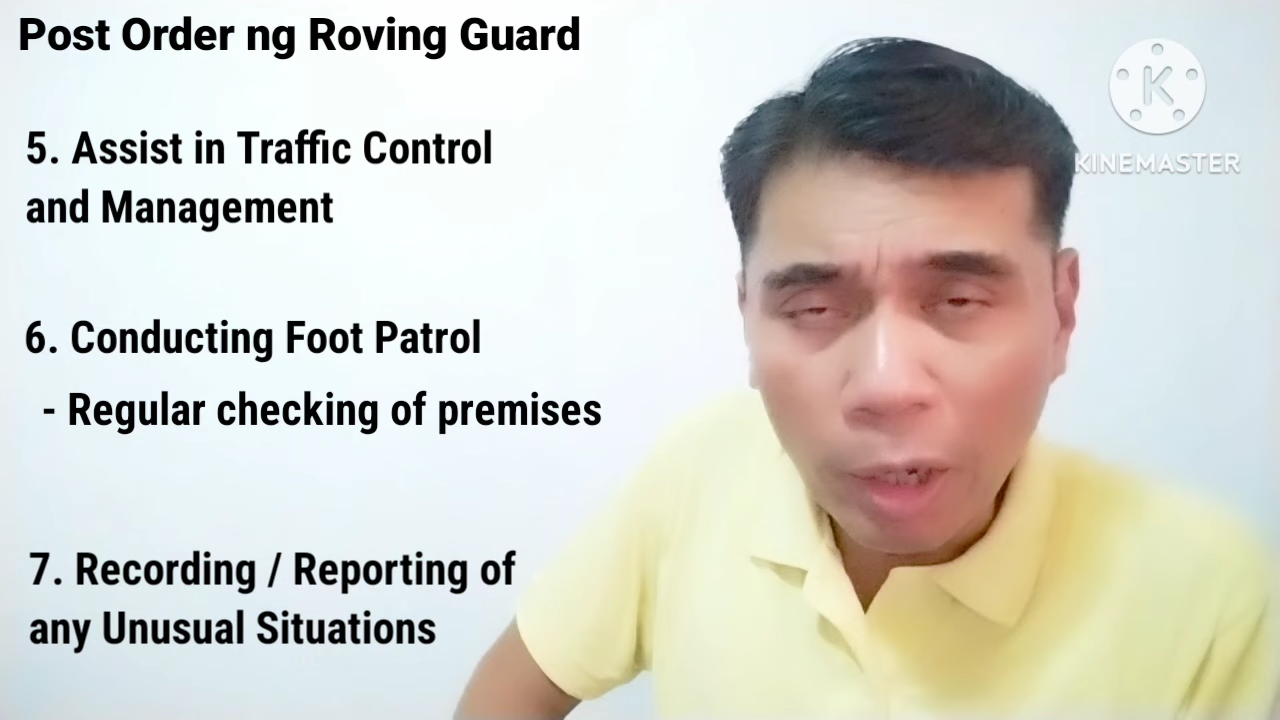 Post Order ng Roving Guard
5. Assist in Traffic Control
and Management
6. Conducting Foot Patrol
- Regular checking of premises
7. Recording / Reporting of
any Unusual Situations
K
KINEMASTER